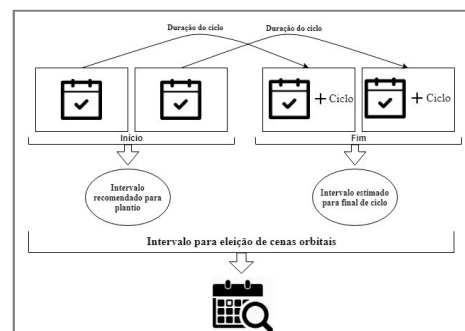 Duração do ciclo
Duração do ciclo
+ Ciclo
+ Ciclo
Início
Fim
Intervalo
recomendado para
plantio
Intervalo estimado
para final de ciclo
Intervalo para eleição de cenas orbitais